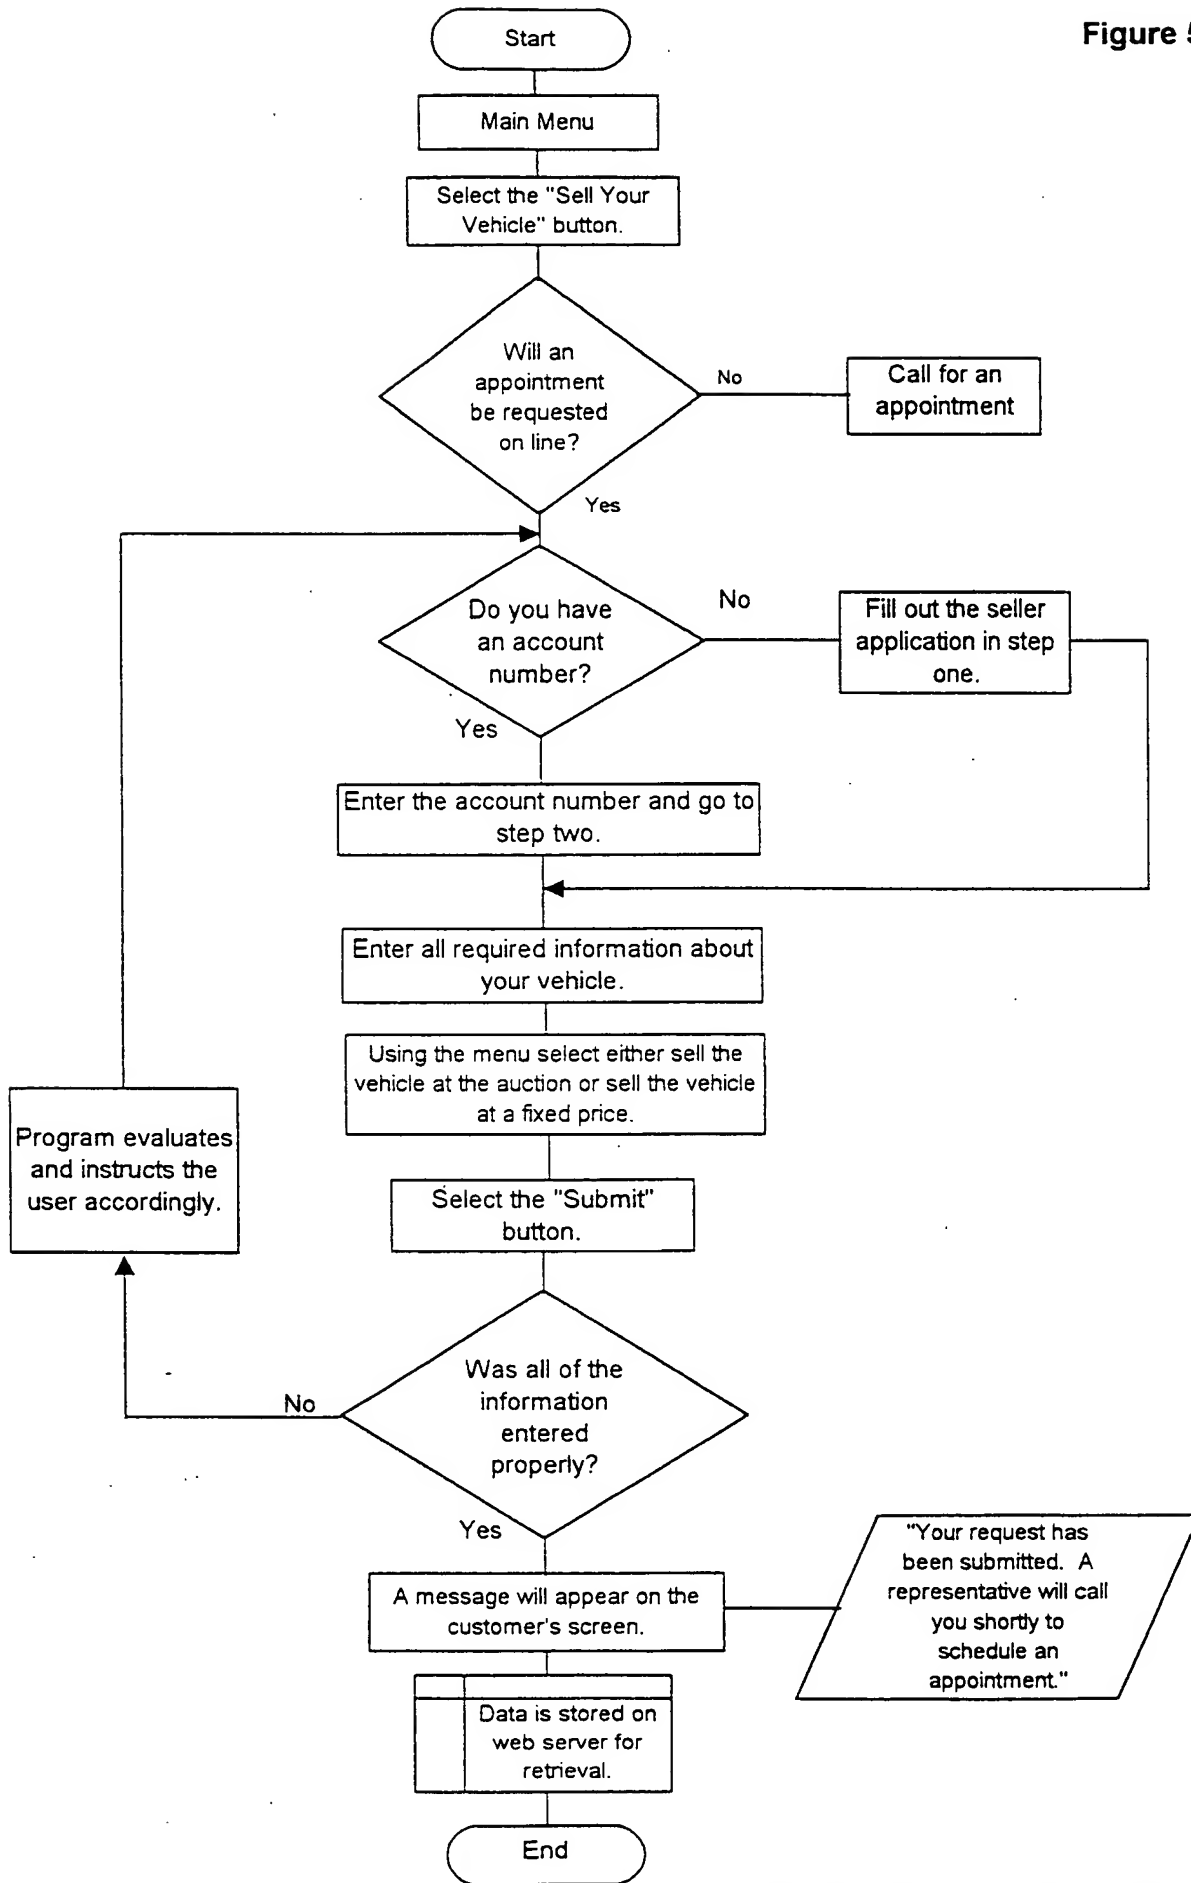 Start
Figure 5
Main Menu
Select the "Sell Your
Vehicle" button.
Will an
appointment
be requested
on line?
No
Call for an
appointment
Yes
Do you have
an account
number?
No
Fill out the seller
application in step
one.
Yes
Enter the account number and go to
step two.
Enter all required information about
your vehicle.
Using the menu select either sell the
vehicle at the auction or sell the vehicle
at a fixed price.
Program evaluates
and instructs the
user accordingly.
Select the "Submit"
button.
Was all of the
information
entered
properly?
No
Yes
A message will appear on the
customer's screen.
"Your request has
been submitted. A
representative will call
you shortly to
schedule an
appointment."
Data is stored on
web server for
retrieval.
End